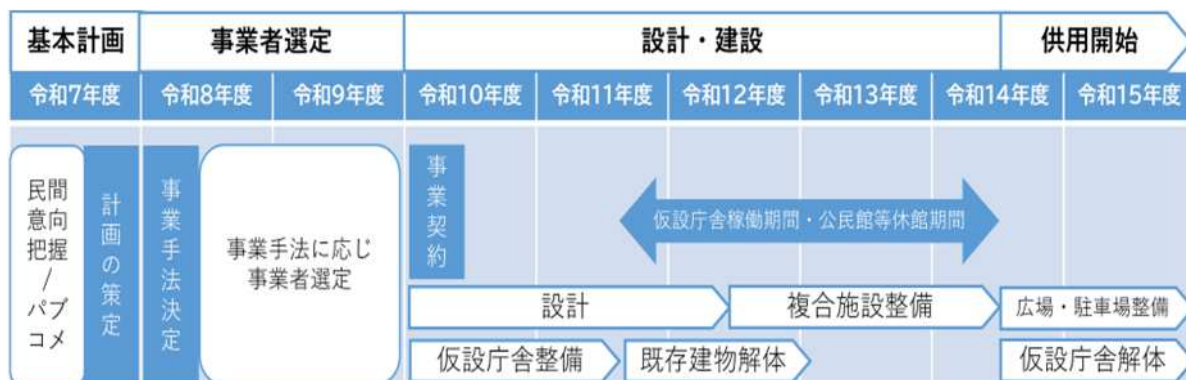 基本計画
事業者選定
設計・建設
供用開始
令和7年度
令和8年度
令和9年度
令和10年度
令和11年度
令和12年度
令和13年度
令和14年度
令和15年度
民間
意向
把握
/
パブ
コメ
計画の策定
事業手法決定
事業手法に応じ
事業者選定
事業契約
仮設庁舎稼働期間・公民館等休館期間
設計
複合施設整備
広場・駐車場整備
仮設庁舎整備
既存建物解体
仮設庁舎解体